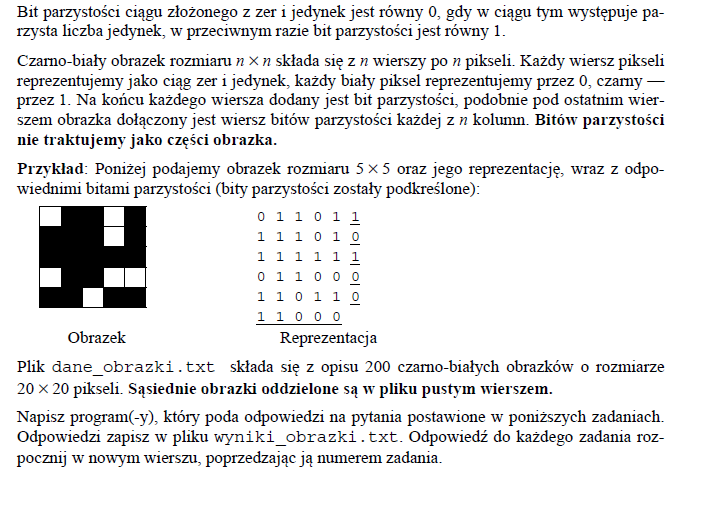 Bit parzystości ciągu złożonego z zer i jedynek jest równy 0, gdy w ciągu tym występuje pa-
rzysta liczba jedynek, w przeciwnym razie bit parzystości jest równy 1.
Czarno-biały obrazek rozmiaru n × n składa się z n wierszy po n pikseli. Każdy wiersz pikseli
reprezentujemy jako ciąg zer i jedynek, każdy biały piksel reprezentujemy przez 0, czarny —
przez 1. Na końcu każdego wiersza dodany jest bit parzystości, podobnie pod ostatnim wier-
szem obrazka dołączony jest wiersz bitów parzystości każdej z n kolumn. Bitów parzystości
nie traktujemy jako części obrazka.
Przykład: Poniżej podajemy obrazek rozmiaru 5 × 5 oraz jego reprezentację, wraz z odpo-
wiednimi bitami parzystości (bity parzystości zostały podkreślone):
0 1 1 0 1 1
1 1 1 0 1 0
1 1 1 1 1 1
0 1 1 0 0 0
1 1 0 1 1 0
1 1 0 0 0
Obrazek Reprezentacja
Plik dane_obrazki.txt składa się z opisu 200 czarno-białych obrazków o rozmiarze
20 × 20 pikseli. Sąsiednie obrazki oddzielone są w pliku pustym wierszem.
Napisz program(-y), który poda odpowiedzi na pytania postawione w poniższych zadaniach.
Odpowiedzi zapisz w pliku wyniki_obrazki.txt. Odpowiedź do każdego zadania roz-
pocznij w nowym wierszu, poprzedzając ją numerem zadania.